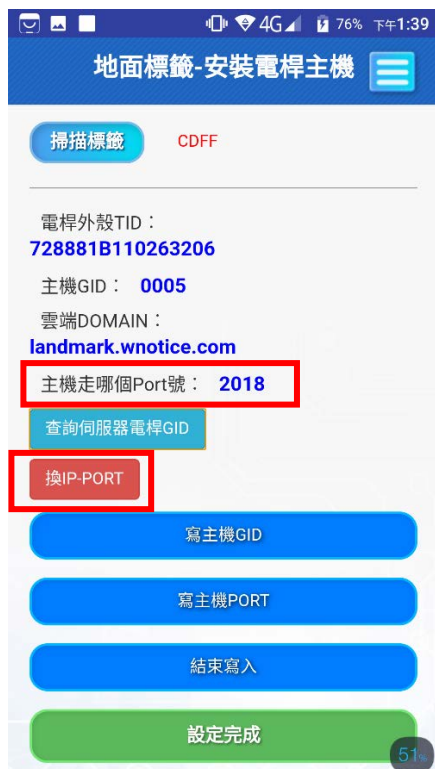 4G 76% 下午1:39
地面標籤-安裝電桿主機
掃描標籤 CDFF
電桿外殼TID：
728881B110263206
主機GID： 0005
雲端DOMAIN：
landmark.wnotice.com
主機走哪個Port號： 2018
查詢伺服器電桿GID
換IP-PORT
寫主機GID
寫主機PORT
結束寫入
設定完成
51%